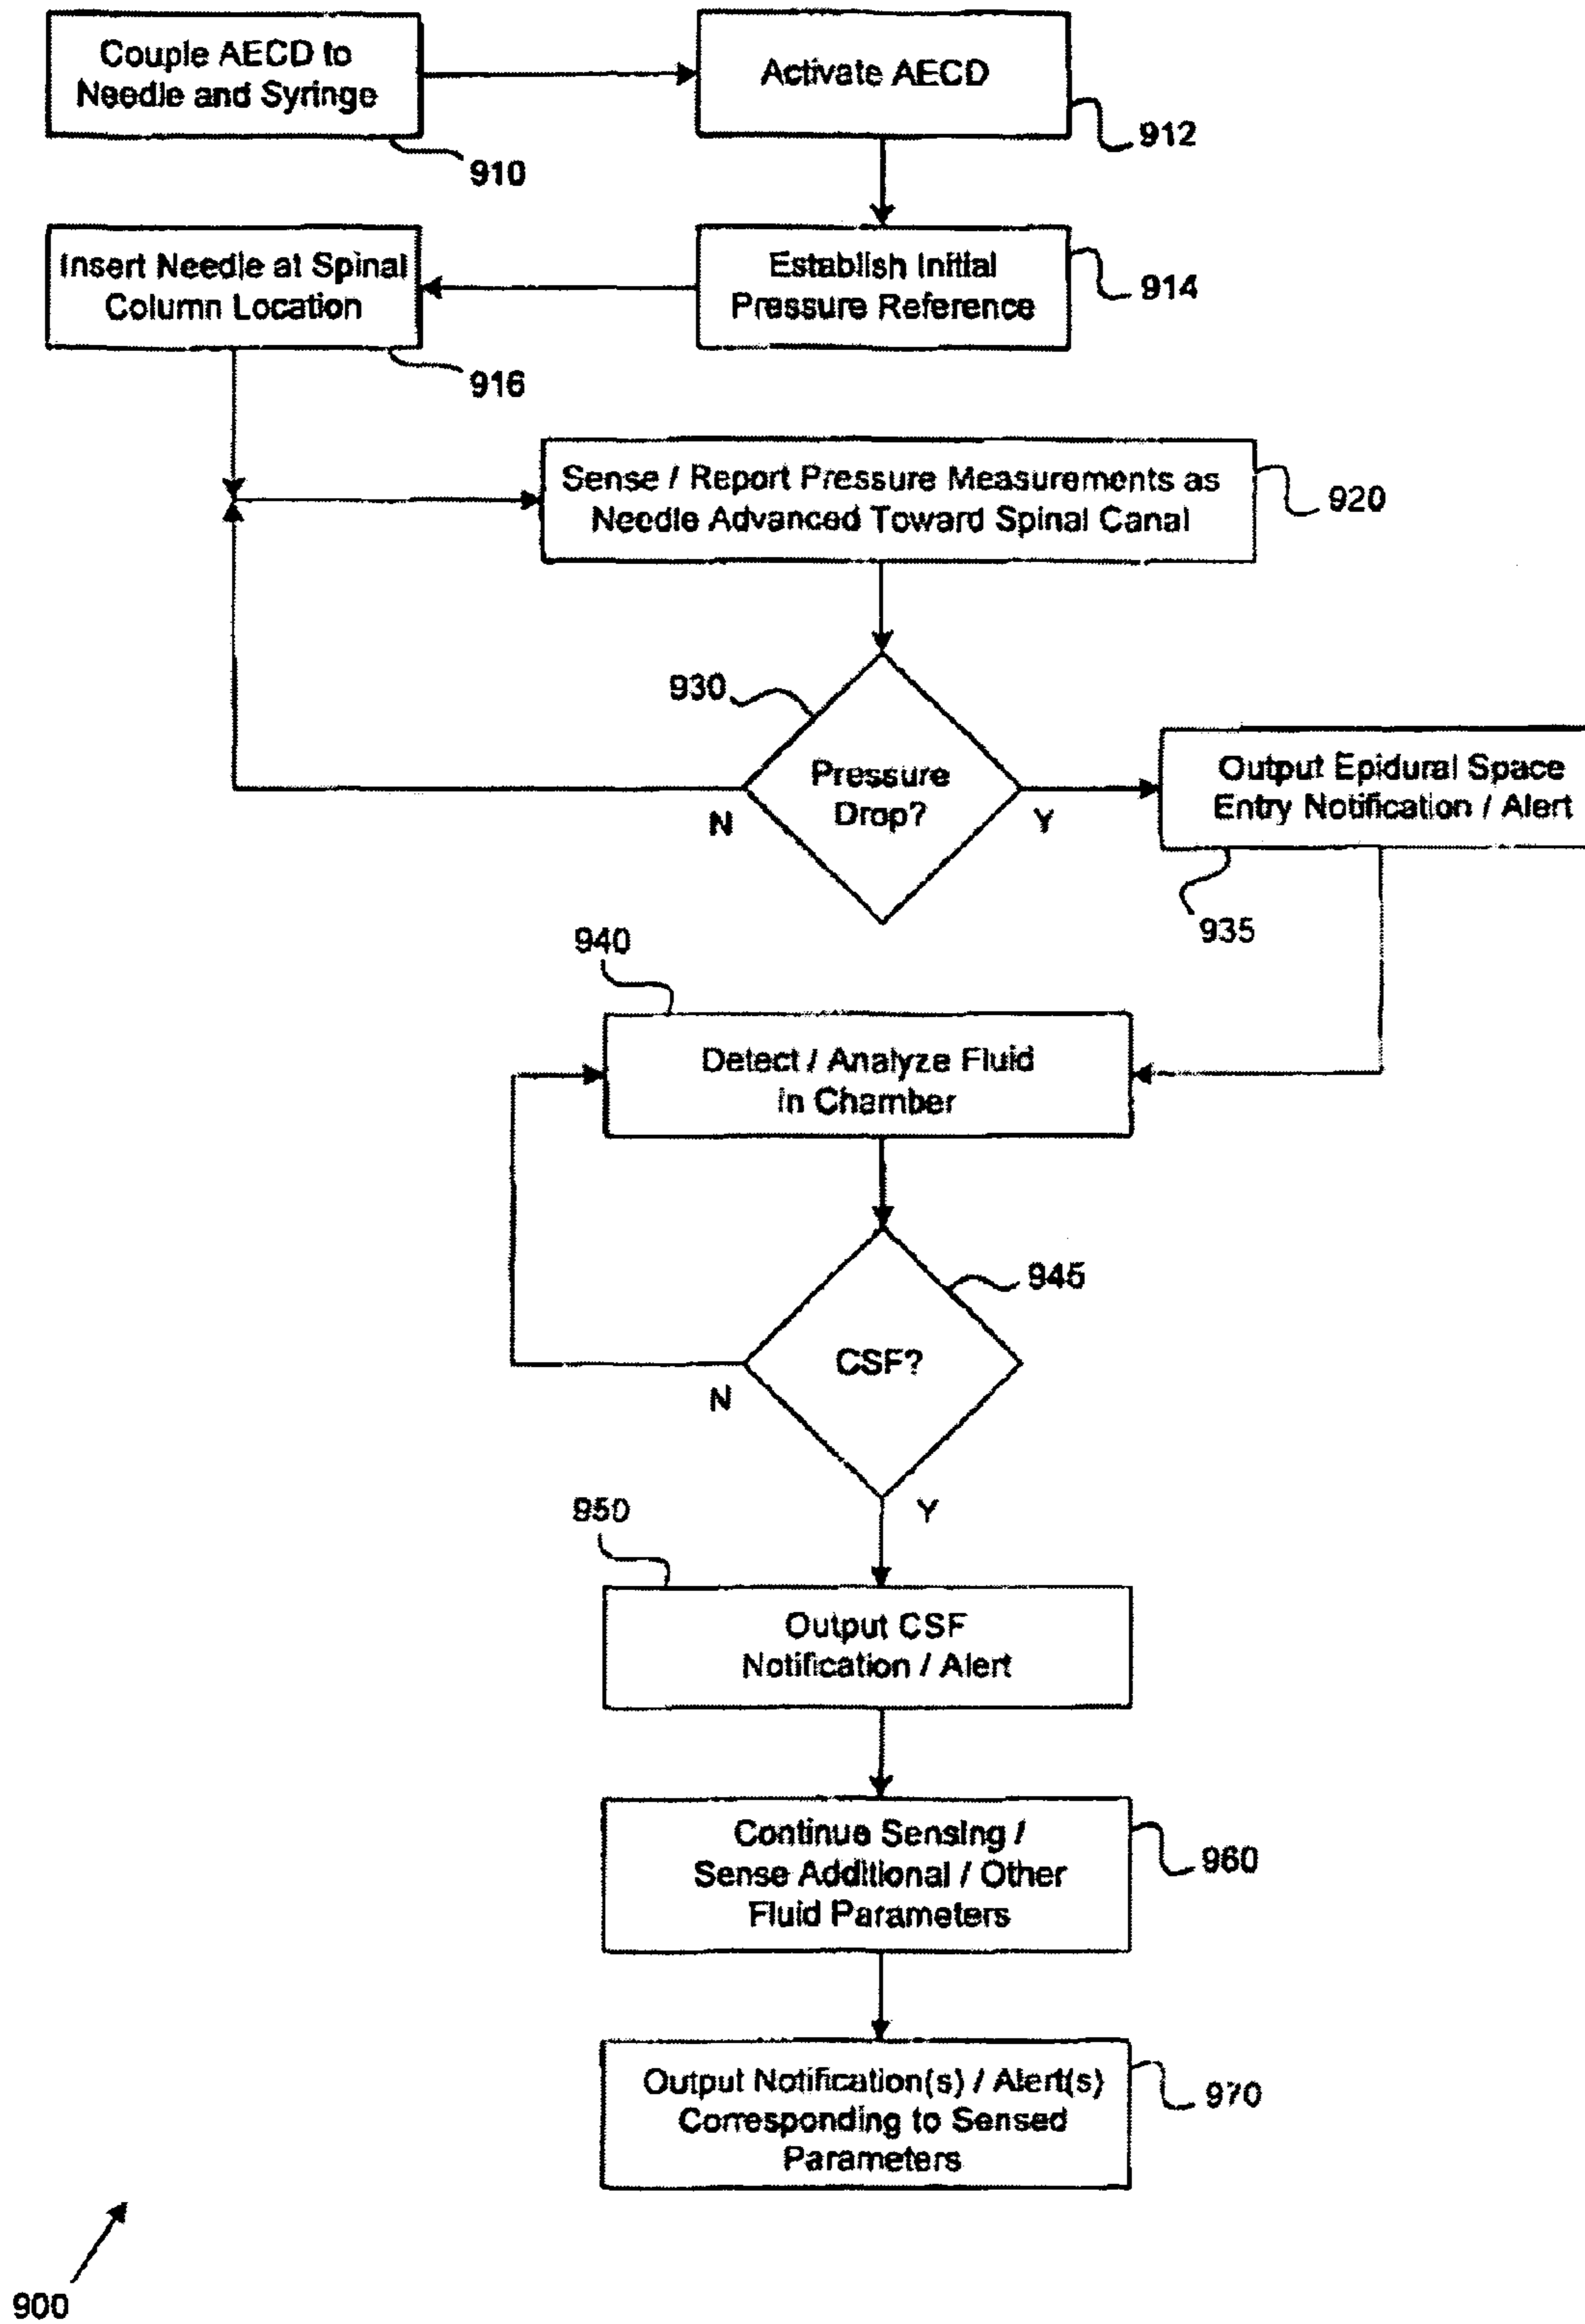 Couple AECD to
Needle and Syringe
910
Activate AECD
912
Insert Needle at Spinal
Column Location
916
Establish Initial
Pressure Reference
914
Sense / Report Pressure Measurements as
Needle Advanced Toward Spinal Canal
920
930
Pressure
Drop?
N
Y
Output Epidural Space
Entry Notification / Alert
935
940
Detect / Analyze Fluid
in Chamber
945
CSF?
N
Y
950
Output CSF
Notification / Alert
Continue Sensing /
Sense Additional / Other
Fluid Parameters
960
Output Notification(s) / Alert(s)
Corresponding to Sensed
Parameters
970
900